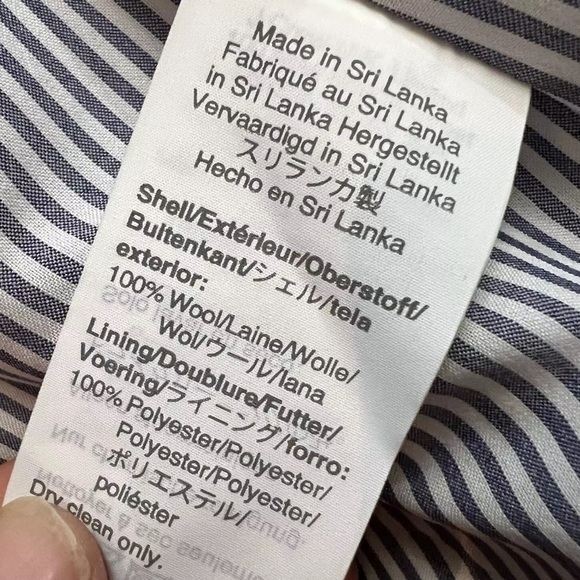 Made in Sri Lanka
Fabriqué au Sri Lanka
in Sri Lanka Hergestellt
Vervaardigd in Sri Lanka
スリランカ製
Hecho en Sri Lanka
Shell/Extérieur/Oberstoff/
Buitenkant/シェル/tela
exterior:
100% Wool/Laine/Wolle/
Wol/ウール/lana
Lining/Doublure/Futter/
Voering/ライニング/forro:
100% Polyester/Polyester/
Polyester/Polyester/
ポリエステル/
poliéster
Dry clean only.